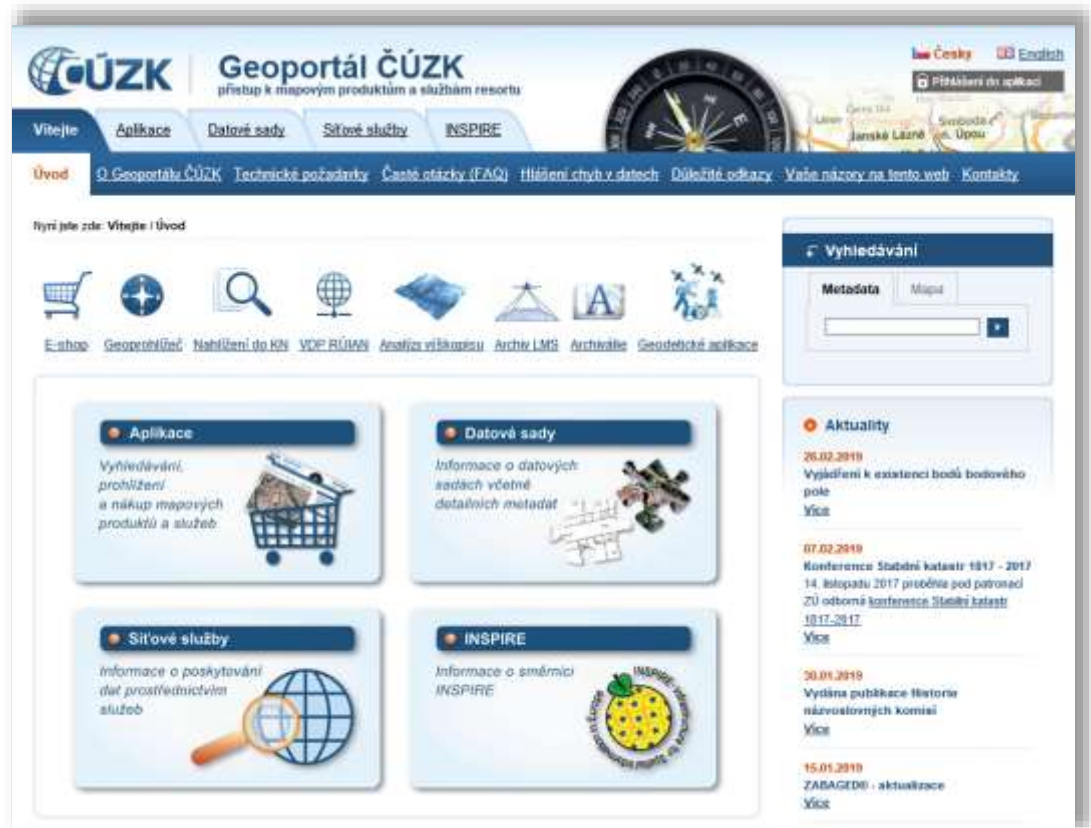 ČÚZK
Geoportál ČÚZK
přístup k mapovým produktům a službám resortu
Česky English
Přihlášení do aplikací
Janské Lázně
Svoboda
n. Úpou
Vítejte Aplikace Datové sady Síťové služby INSPIRE
Úvod O Geoportálu ČÚZK Technické požadavky Časté otázky (FAQ) Hlášení chyb v datech Důležité odkazy Vaše názory na tento web Kontakty
Nyní jste zde: Vítejte / Úvod
E-shop Geoprohlížeč Nahlížení do KN VDP RÚIAN Analýzy výškopisu Archiv LMS Archiválie Geodetické aplikace
Aplikace
Vyhledávání,
prohlížení
a nákup mapových
produktů a služeb
Datové sady
Informace o datových
sadách včetně
detailních metadat
Síťové služby
Informace o poskytování
dat prostřednictvím
služeb
INSPIRE
Informace o směrnici
INSPIRE
Vyhledávání
Metadata Mapa
Aktuality
26.02.2019
Vyjádření k existenci bodů bodového
pole
Více
07.02.2019
Konference Stabilní katastr 1817 - 2017
14. listopadu 2017 proběhla pod patronací
ZÚ odborná konference Stabilní katastr
1817-2017.
Více
30.01.2019
Vydána publikace Historie
názvoslovných komisí
Více
15.01.2019
ZABAGED® - aktualizace
Více